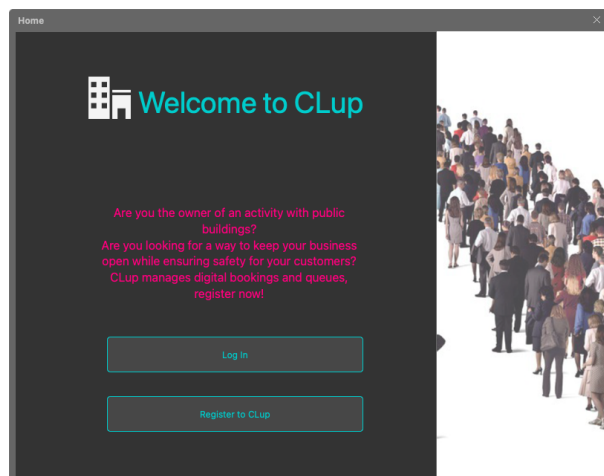 Home
Welcome to CLup
Are you the owner of an activity with public
buildings?
Are you looking for a way to keep your business
open while ensuring safety for your customers?
CLup manages digital bookings and queues,
register now!
Log In
Register to CLup